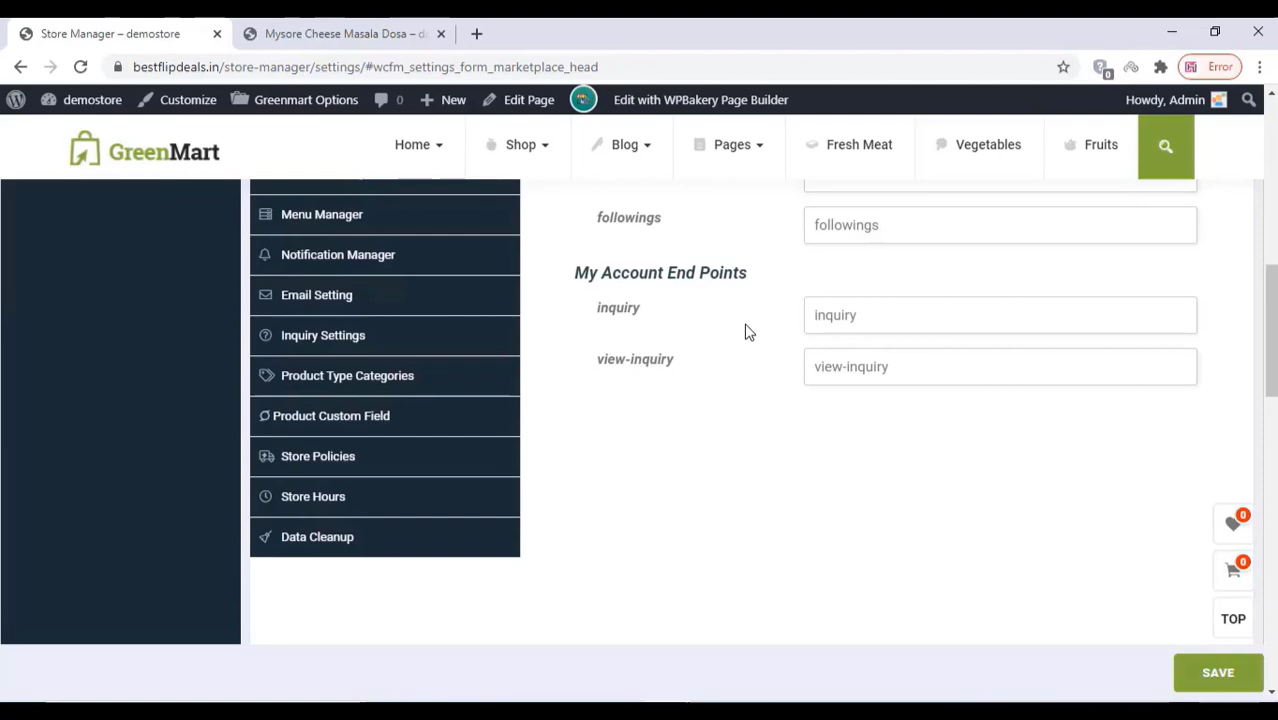 Store Manager – demostore
Mysore Cheese Masala Dosa – d
bestflipdeals.in/store-manager/settings/#wcfm_settings_form_marketplace_head
0
Error
demostore
Customize
Greenmart Options
0
New
Edit Page
Edit with WPBakery Page Builder
Howdy, Admin
GreenMart
Home
Shop
Blog
Pages
Fresh Meat
Vegetables
Fruits
Menu Manager
Notification Manager
Email Setting
Inquiry Settings
Product Type Categories
Product Custom Field
Store Policies
Store Hours
Data Cleanup
followings
followings
My Account End Points
inquiry
inquiry
view-inquiry
view-inquiry
0
0
TOP
SAVE